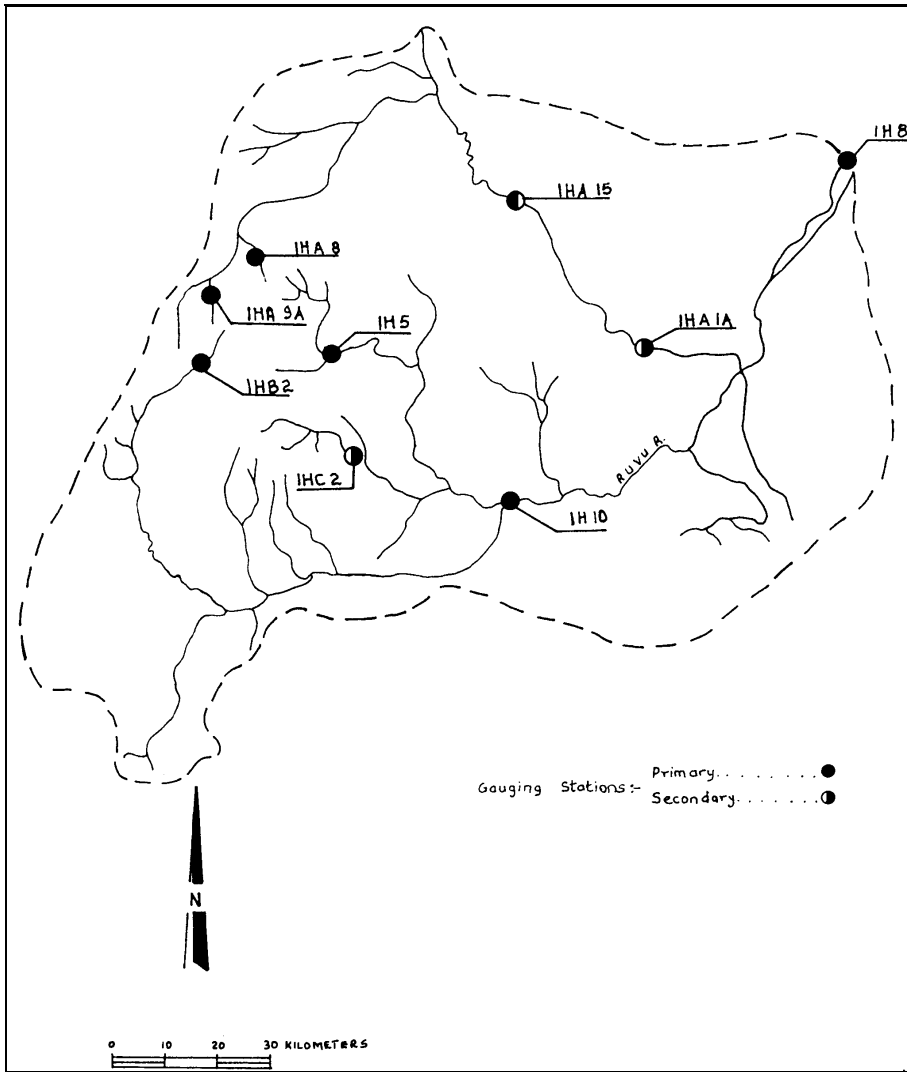 1H8
1HA 15
1HA 8
1HA 9A
1H5
1HA 1A
1HB2
RUVU R.
1HC 2
1H 10
Gauging Stations:- Primary........
Secondary.......
N
0 10 20 30 KILOMETERS